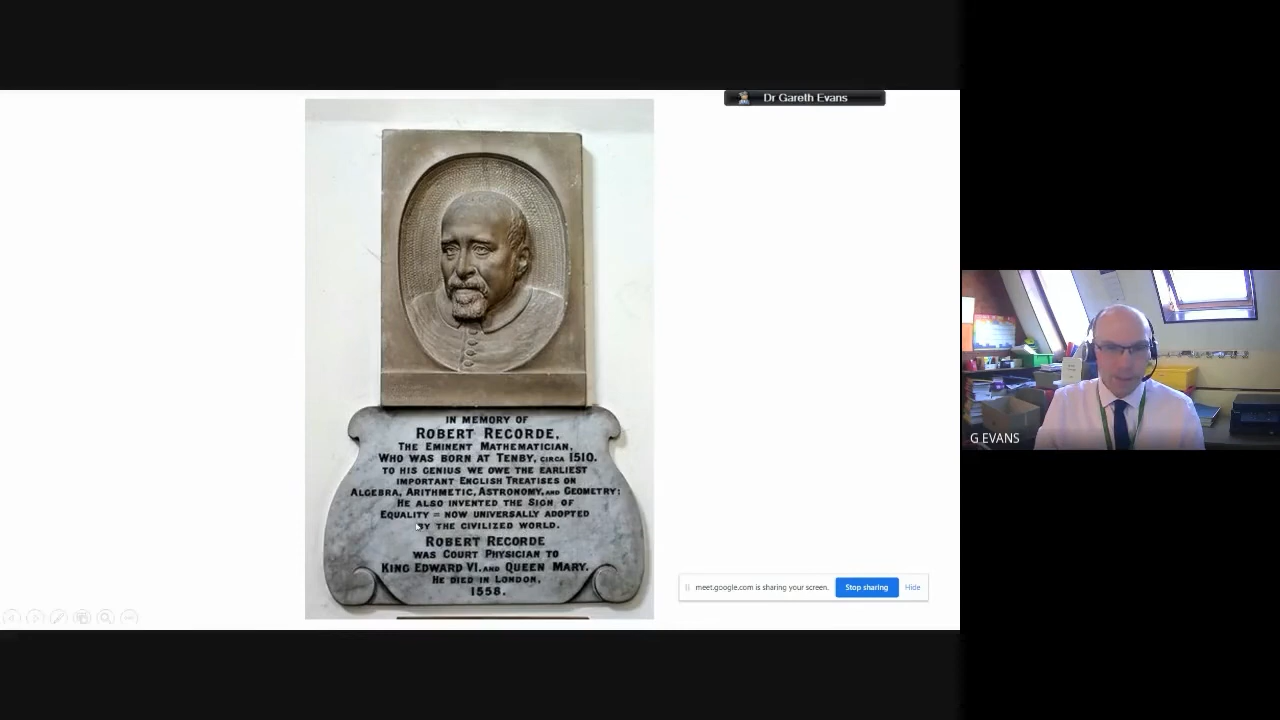 Dr Gareth Evans
IN MEMORY OF
ROBERT RECORDE,
THE EMINENT MATHEMATICIAN,
WHO WAS BORN AT TENBY, CIRCA 1510.
TO HIS GENIUS WE OWE THE EARLIEST
IMPORTANT ENGLISH TREATISES ON
ALGEBRA, ARITHMETIC, ASTRONOMY, AND GEOMETRY;
HE ALSO INVENTED THE SIGN OF
EQUALITY = NOW UNIVERSALLY ADOPTED
BY THE CIVILIZED WORLD.
ROBERT RECORDE
WAS COURT PHYSICIAN TO
KING EDWARD VI. AND QUEEN MARY.
HE DIED IN LONDON,
1558.
meet.google.com is sharing your screen.
Stop sharing
Hide
G EVANS